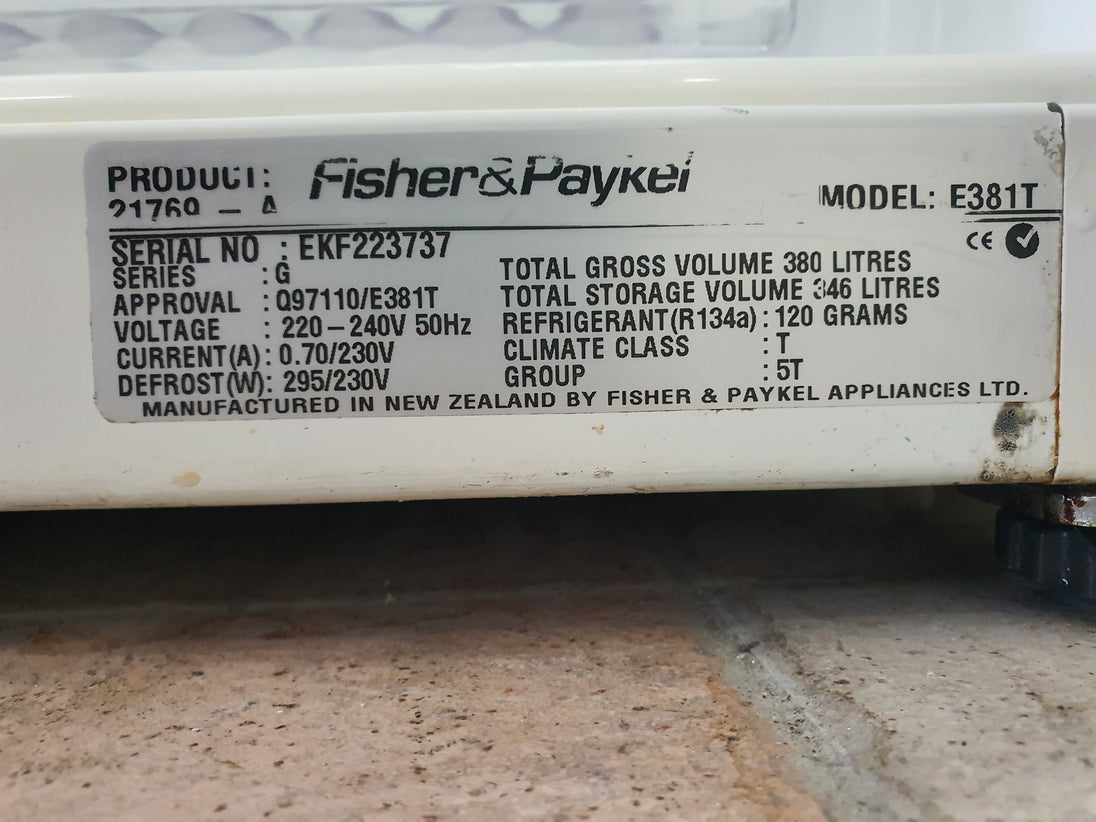 PRODUCT: Fisher&Paykel
21769 – A
MODEL: E381T
SERIAL NO : EKF223737
SERIES : G
APPROVAL : Q97110/E381T
VOLTAGE : 220–240V 50Hz
CURRENT(A): 0.70/230V
DEFROST(W): 295/230V
CE
TOTAL GROSS VOLUME 380 LITRES
TOTAL STORAGE VOLUME 346 LITRES
REFRIGERANT(R134a): 120 GRAMS
CLIMATE CLASS : T
GROUP : 5T
MANUFACTURED IN NEW ZEALAND BY FISHER & PAYKEL APPLIANCES LTD.